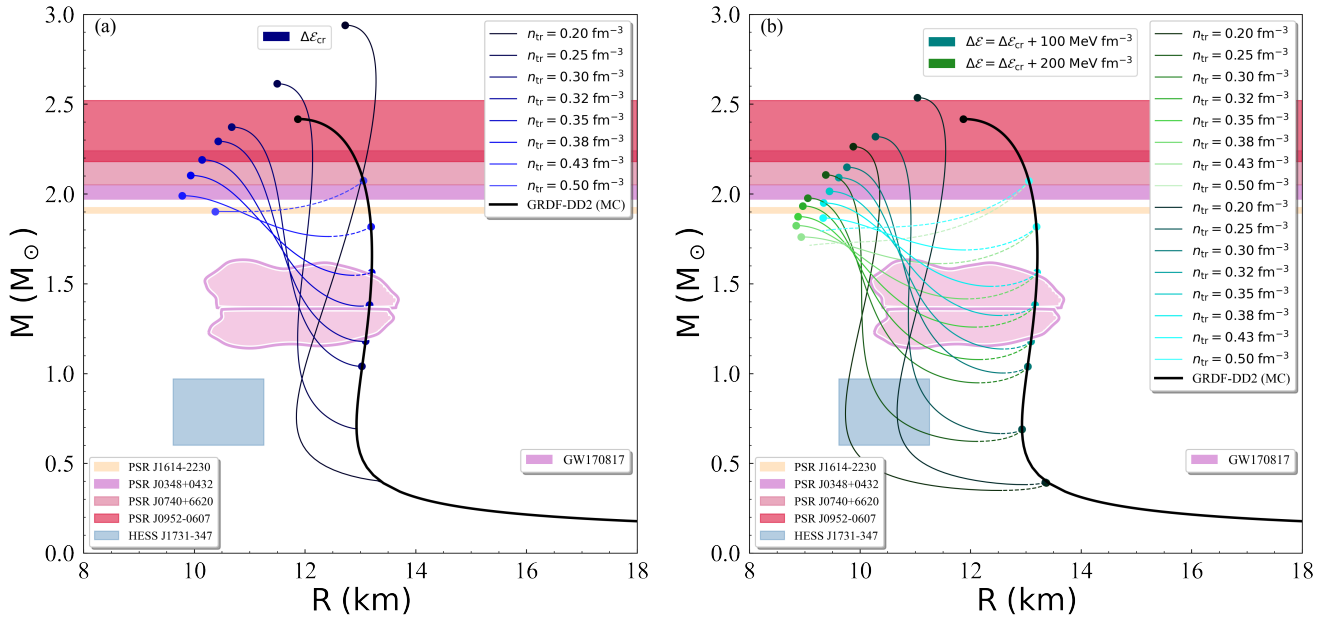 (a)
Δℰcr
ntr = 0.20 fm−3
ntr = 0.25 fm−3
ntr = 0.30 fm−3
ntr = 0.32 fm−3
ntr = 0.35 fm−3
ntr = 0.38 fm−3
ntr = 0.43 fm−3
ntr = 0.50 fm−3
GRDF-DD2 (MC)
3.0
2.5
2.0
1.5
1.0
0.5
0.0
M (M⊙)
GW170817
PSR J1614-2230
PSR J0348+0432
PSR J0740+6620
PSR J0952-0607
HESS J1731-347
8
10
12
14
16
18
R (km)
(b)
Δℰ = Δℰcr + 100 MeV fm−3
Δℰ = Δℰcr + 200 MeV fm−3
ntr = 0.20 fm−3
ntr = 0.25 fm−3
ntr = 0.30 fm−3
ntr = 0.32 fm−3
ntr = 0.35 fm−3
ntr = 0.38 fm−3
ntr = 0.43 fm−3
ntr = 0.50 fm−3
ntr = 0.20 fm−3
ntr = 0.25 fm−3
ntr = 0.30 fm−3
ntr = 0.32 fm−3
ntr = 0.35 fm−3
ntr = 0.38 fm−3
ntr = 0.43 fm−3
ntr = 0.50 fm−3
GRDF-DD2 (MC)
3.0
2.5
2.0
1.5
1.0
0.5
0.0
M (M⊙)
GW170817
PSR J1614-2230
PSR J0348+0432
PSR J0740+6620
PSR J0952-0607
HESS J1731-347
8
10
12
14
16
18
R (km)